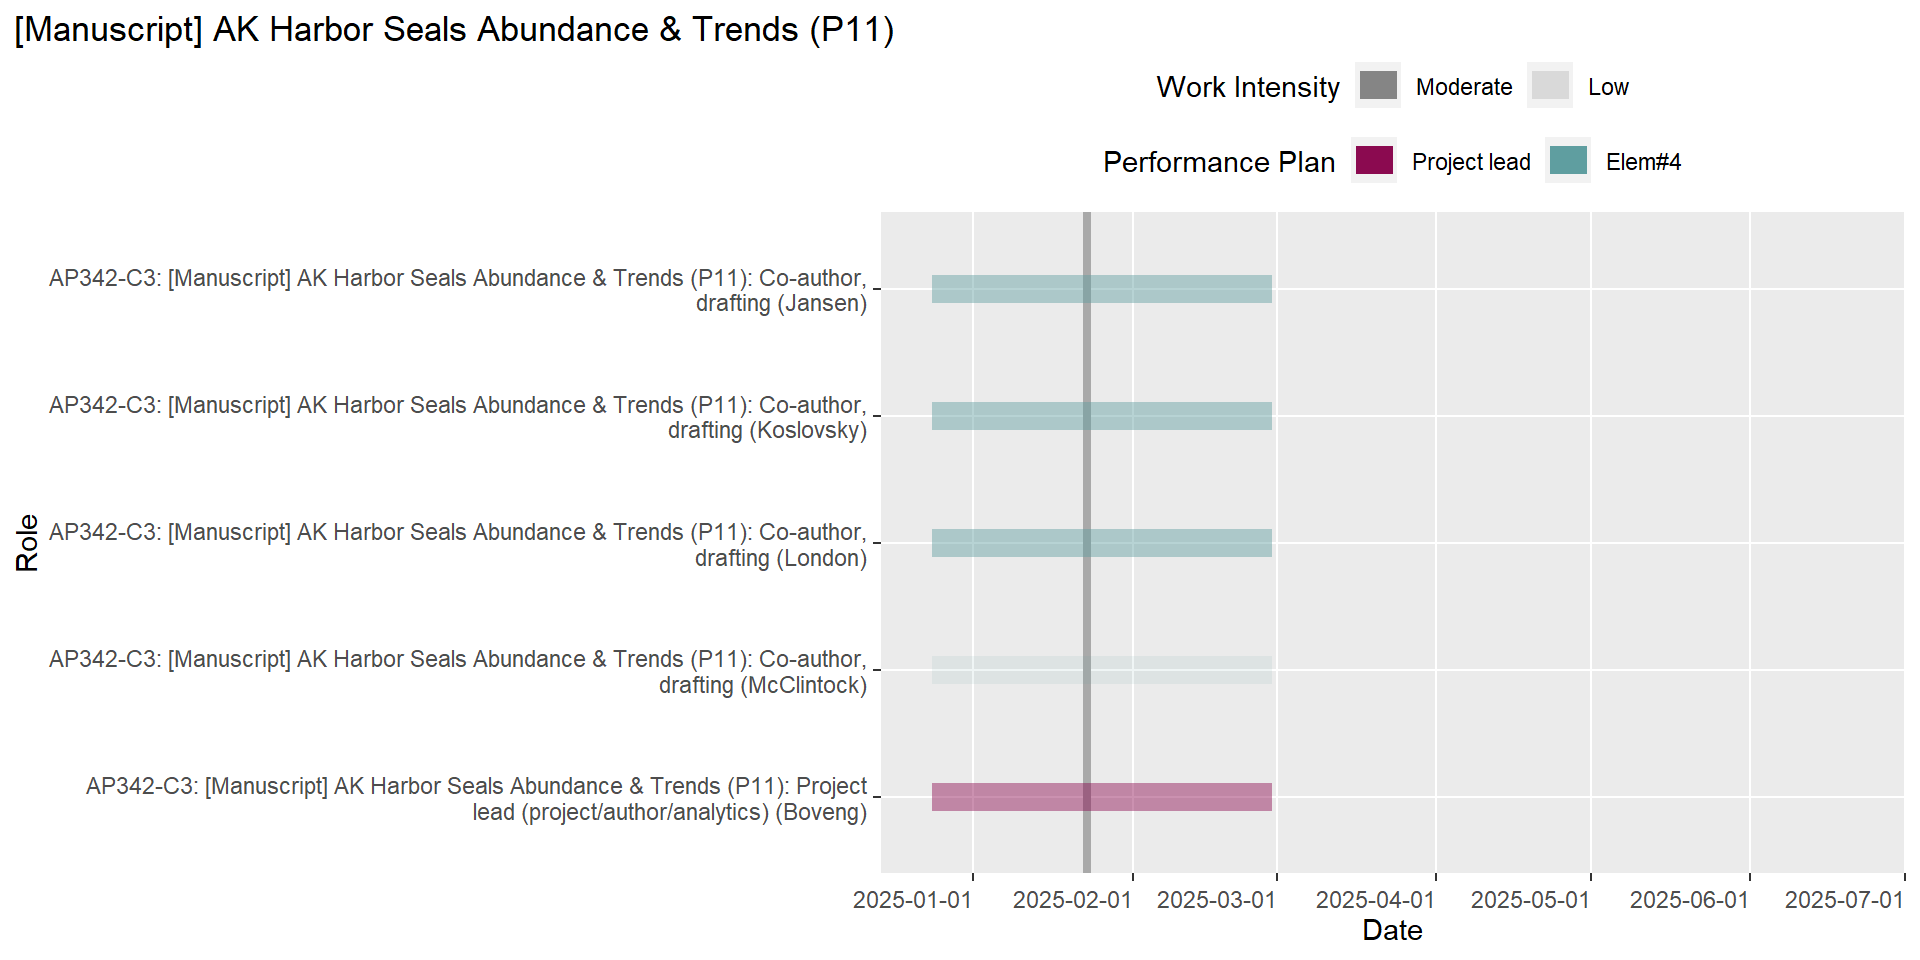 [Manuscript] AK Harbor Seals Abundance & Trends (P11)
Work Intensity Moderate Low
Performance Plan Project lead Elem#4
AP342-C3: [Manuscript] AK Harbor Seals Abundance & Trends (P11): Co-author,
drafting (Jansen)
AP342-C3: [Manuscript] AK Harbor Seals Abundance & Trends (P11): Co-author,
drafting (Koslovsky)
Role
AP342-C3: [Manuscript] AK Harbor Seals Abundance & Trends (P11): Co-author,
drafting (London)
AP342-C3: [Manuscript] AK Harbor Seals Abundance & Trends (P11): Co-author,
drafting (McClintock)
AP342-C3: [Manuscript] AK Harbor Seals Abundance & Trends (P11): Project
lead (project/author/analytics) (Boveng)
2025-01-01 2025-02-01 2025-03-01 2025-04-01 2025-05-01 2025-06-01 2025-07-01
Date